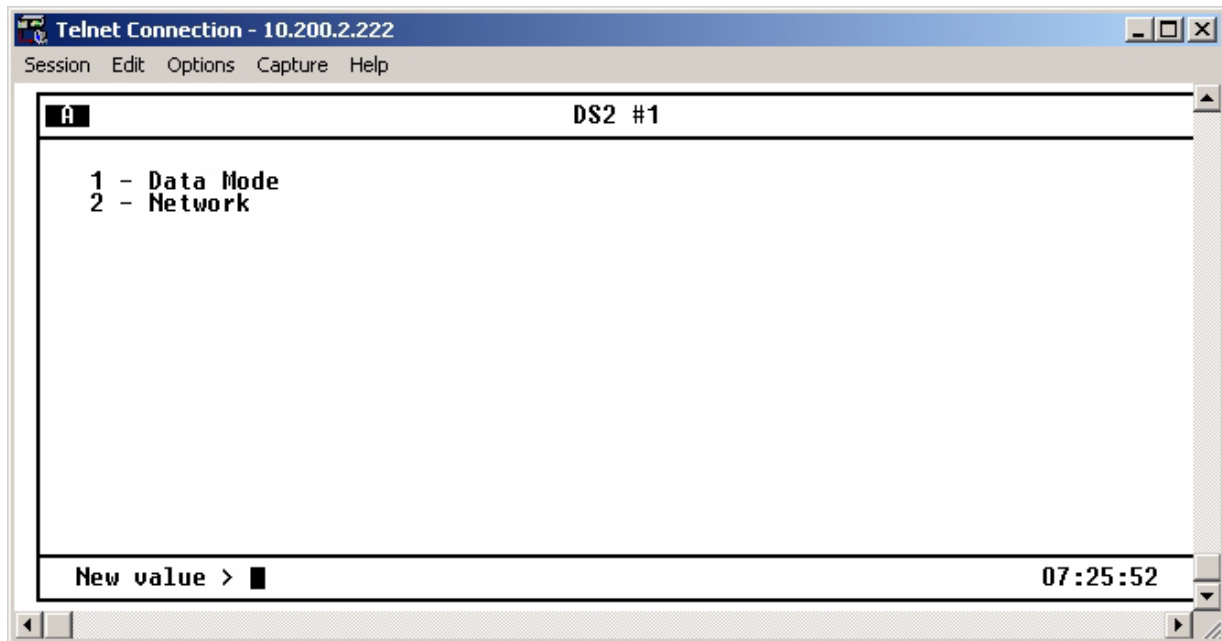 Telnet Connection - 10.200.2.222
Session Edit Options Capture Help
A DS2 #1
1 - Data Mode
2 - Network
New value > 07:25:52